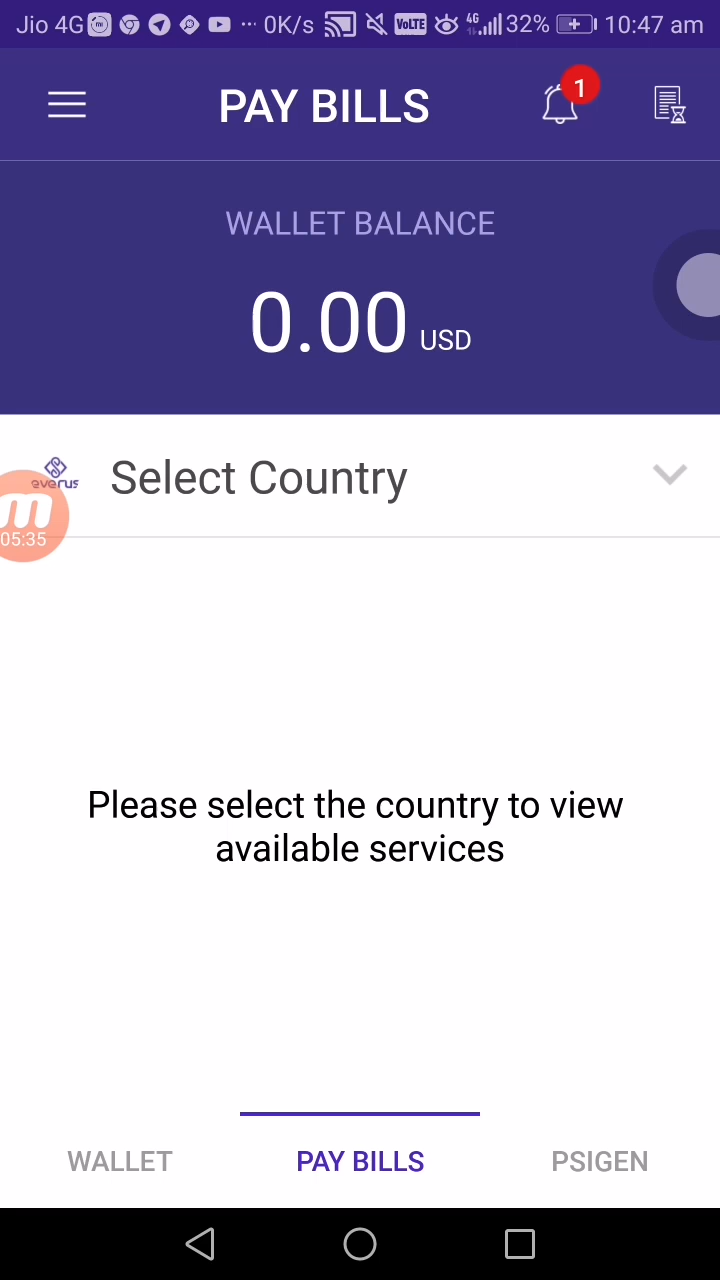 Jio 4G 0K/s VoLTE 4G 32% 10:47 am
PAY BILLS
1
WALLET BALANCE
0.00 USD
everus
Select Country
m
05:35
Please select the country to view
available services
WALLET PAY BILLS PSIGEN